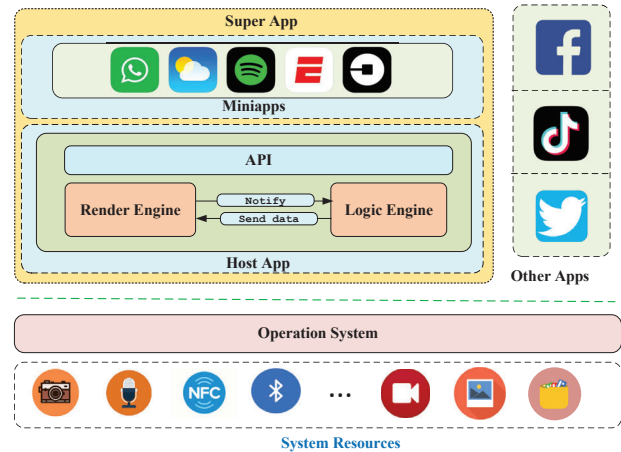 Super App
Miniapps
API
Render Engine
Notify
Send data
Logic Engine
Host App
Other Apps
Operation System
NFC
...
System Resources